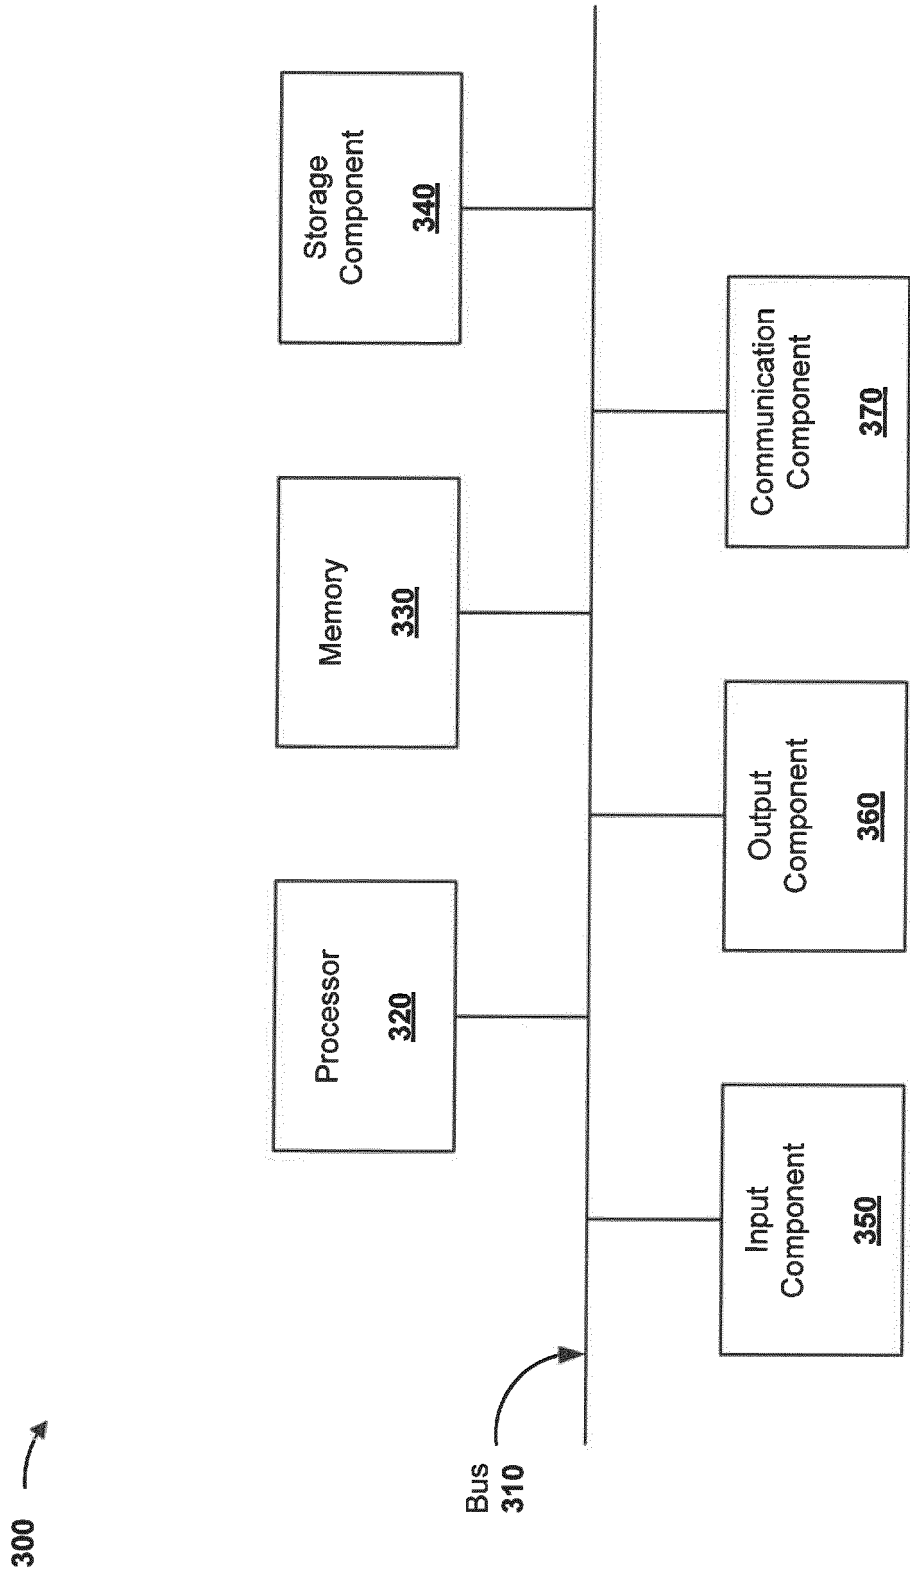 300
Bus
310
Processor
320
Memory
330
Storage
Component
340
Input
Component
350
Output
Component
360
Communication
Component
370